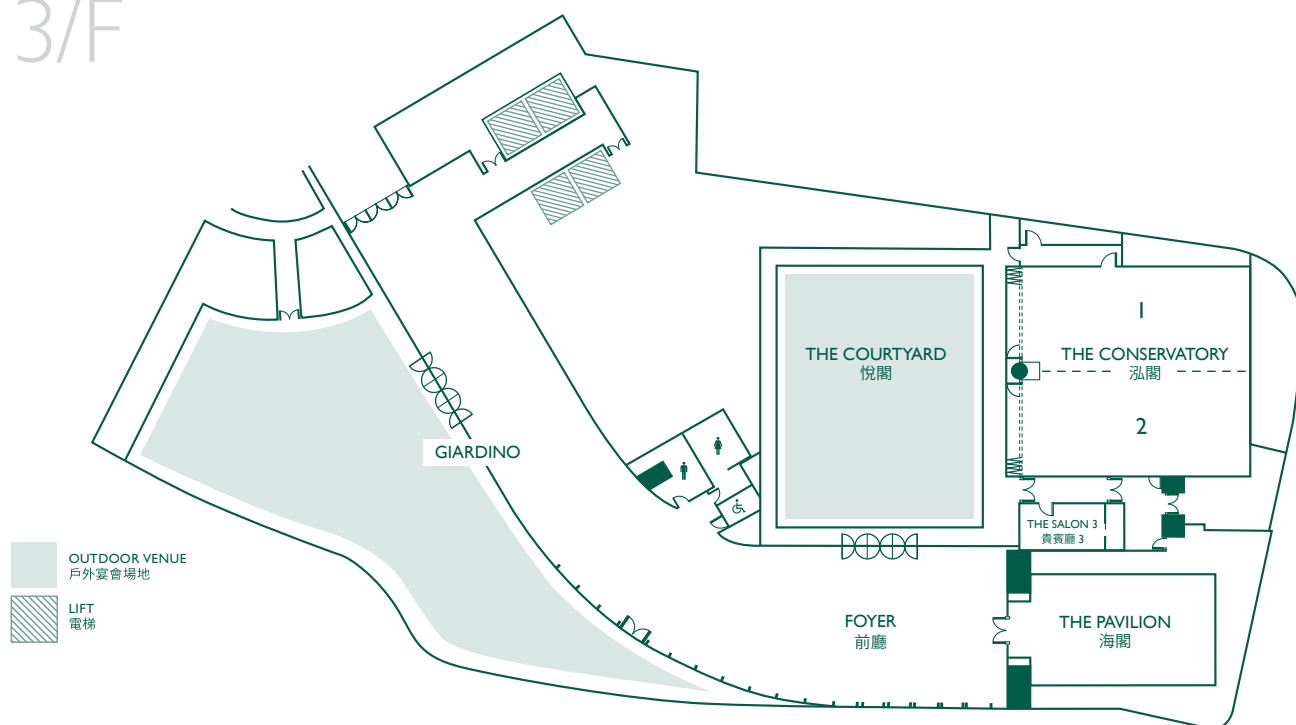 3/F
THE COURTYARD
悅閣
1
THE CONSERVATORY
泓閣
2
GIARDINO
THE SALON 3
貴賓廳 3
OUTDOOR VENUE
戶外宴會場地
LIFT
電梯
FOYER
前廳
THE PAVILION
海閣